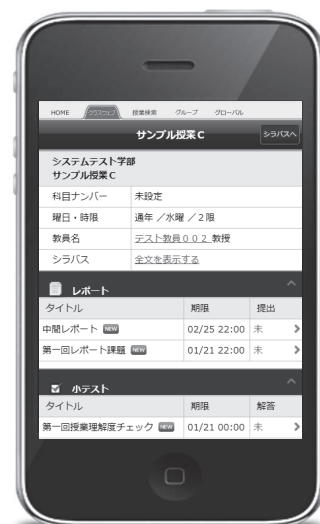 HOME クラスウェブ 授業検索 グループ グローバル
サンプル授業C シラバスへ
システムテスト学部
サンプル授業C
科目ナンバー 未設定
曜日・時限 通年 ／水曜 ／2限
教員名 テスト教員００２ 教授
シラバス 全文を表示する
レポート
タイトル 期限 提出
中間レポート NEW 02/25 22:00 未
第一回レポート課題 NEW 01/21 22:00 未
小テスト
タイトル 期限 解答
第一回授業理解度チェック NEW 01/21 00:00 未